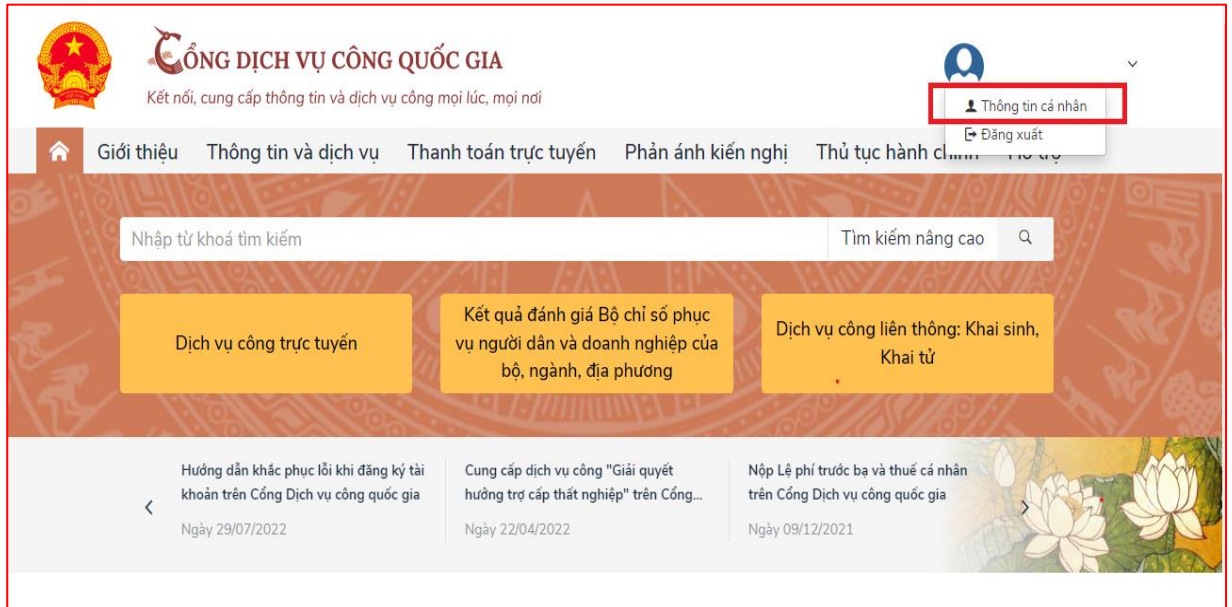 CỔNG DỊCH VỤ CÔNG QUỐC GIA
Kết nối, cung cấp thông tin và dịch vụ công mọi lúc, mọi nơi
Thông tin cá nhân
Đăng xuất
Giới thiệu Thông tin và dịch vụ Thanh toán trực tuyến Phản ánh kiến nghị Thủ tục hành chính Hỗ trợ
Nhập từ khoá tìm kiếm Tìm kiếm nâng cao
Dịch vụ công trực tuyến
Kết quả đánh giá Bộ chỉ số phục
vụ người dân và doanh nghiệp của
bộ, ngành, địa phương
Dịch vụ công liên thông: Khai sinh,
Khai tử
Hướng dẫn khắc phục lỗi khi đăng ký tài
khoản trên Cổng Dịch vụ công quốc gia
Ngày 29/07/2022
Cung cấp dịch vụ công "Giải quyết
hưởng trợ cấp thất nghiệp" trên Cổng...
Ngày 22/04/2022
Nộp Lệ phí trước bạ và thuế cá nhân
trên Cổng Dịch vụ công quốc gia
Ngày 09/12/2021